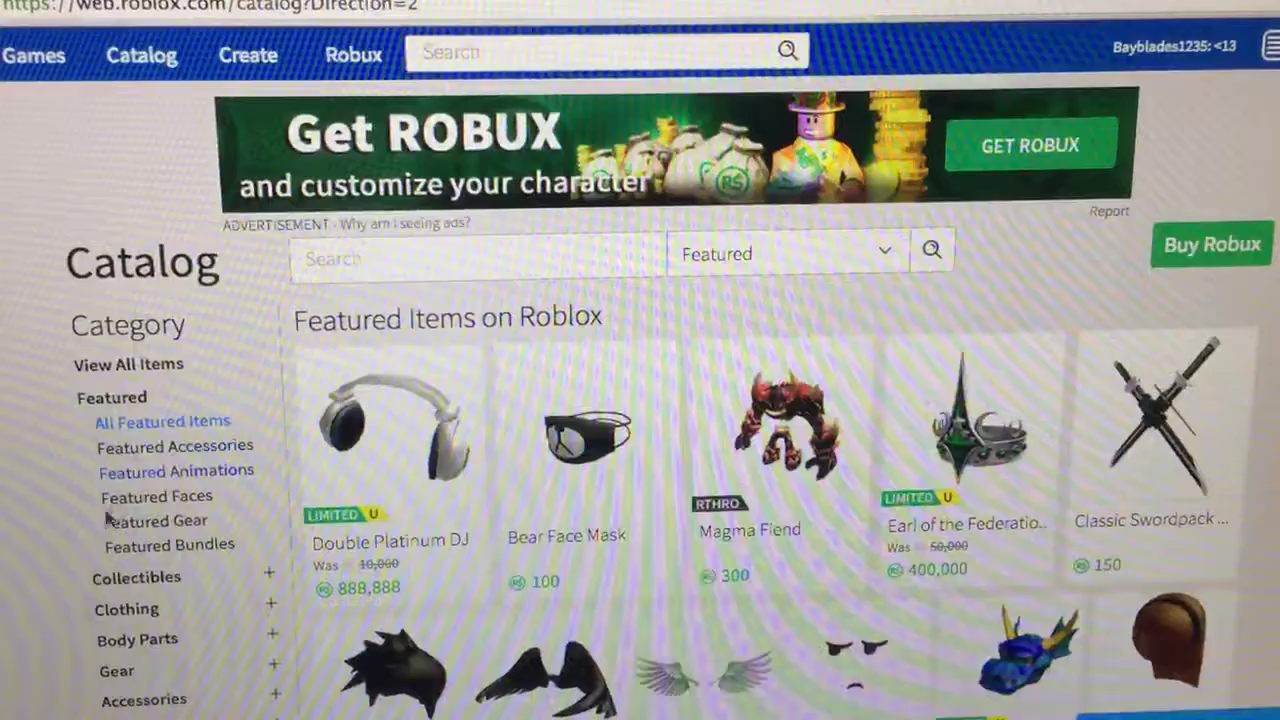 https://web.roblox.com/catalog?Direction=2
Games Catalog Create Robux Search Bayblades1235: <13
Get ROBUX
and customize your character
R$
GET ROBUX
ADVERTISEMENT - Why am I seeing ads?
Report
Catalog
Search
Featured
Buy Robux
Category
View All Items
Featured
All Featured Items
Featured Accessories
Featured Animations
Featured Faces
Featured Gear
Featured Bundles
Collectibles +
Clothing +
Body Parts +
Gear +
Accessories +
Featured Items on Roblox
LIMITED U
Double Platinum DJ
Was 10,000
888,888
Bear Face Mask
100
RTHRO
Magma Fiend
300
LIMITED U
Earl of the Federatio..
Was 50,000
400,000
Classic Swordpack ...
150